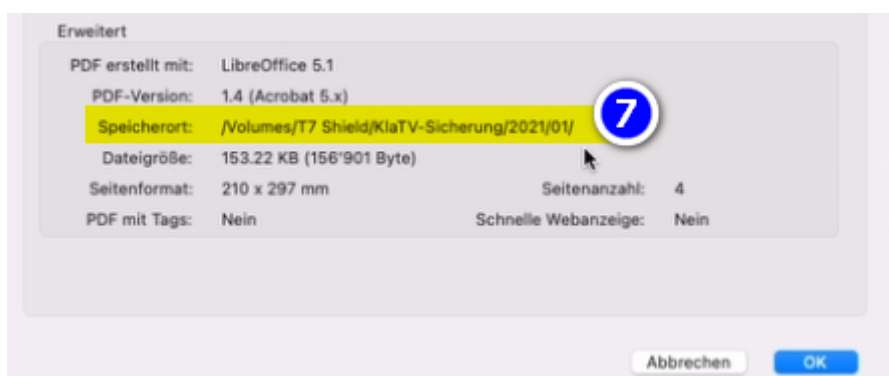 Erweitert
PDF erstellt mit: LibreOffice 5.1
PDF-Version: 1.4 (Acrobat 5.x)
Speicherort: /Volumes/T7 Shield/KlaTV-Sicherung/2021/01/
7
Dateigröße: 153.22 KB (156'901 Byte)
Seitenformat: 210 x 297 mm Seitenanzahl: 4
PDF mit Tags: Nein Schnelle Webanzeige: Nein
Abbrechen OK